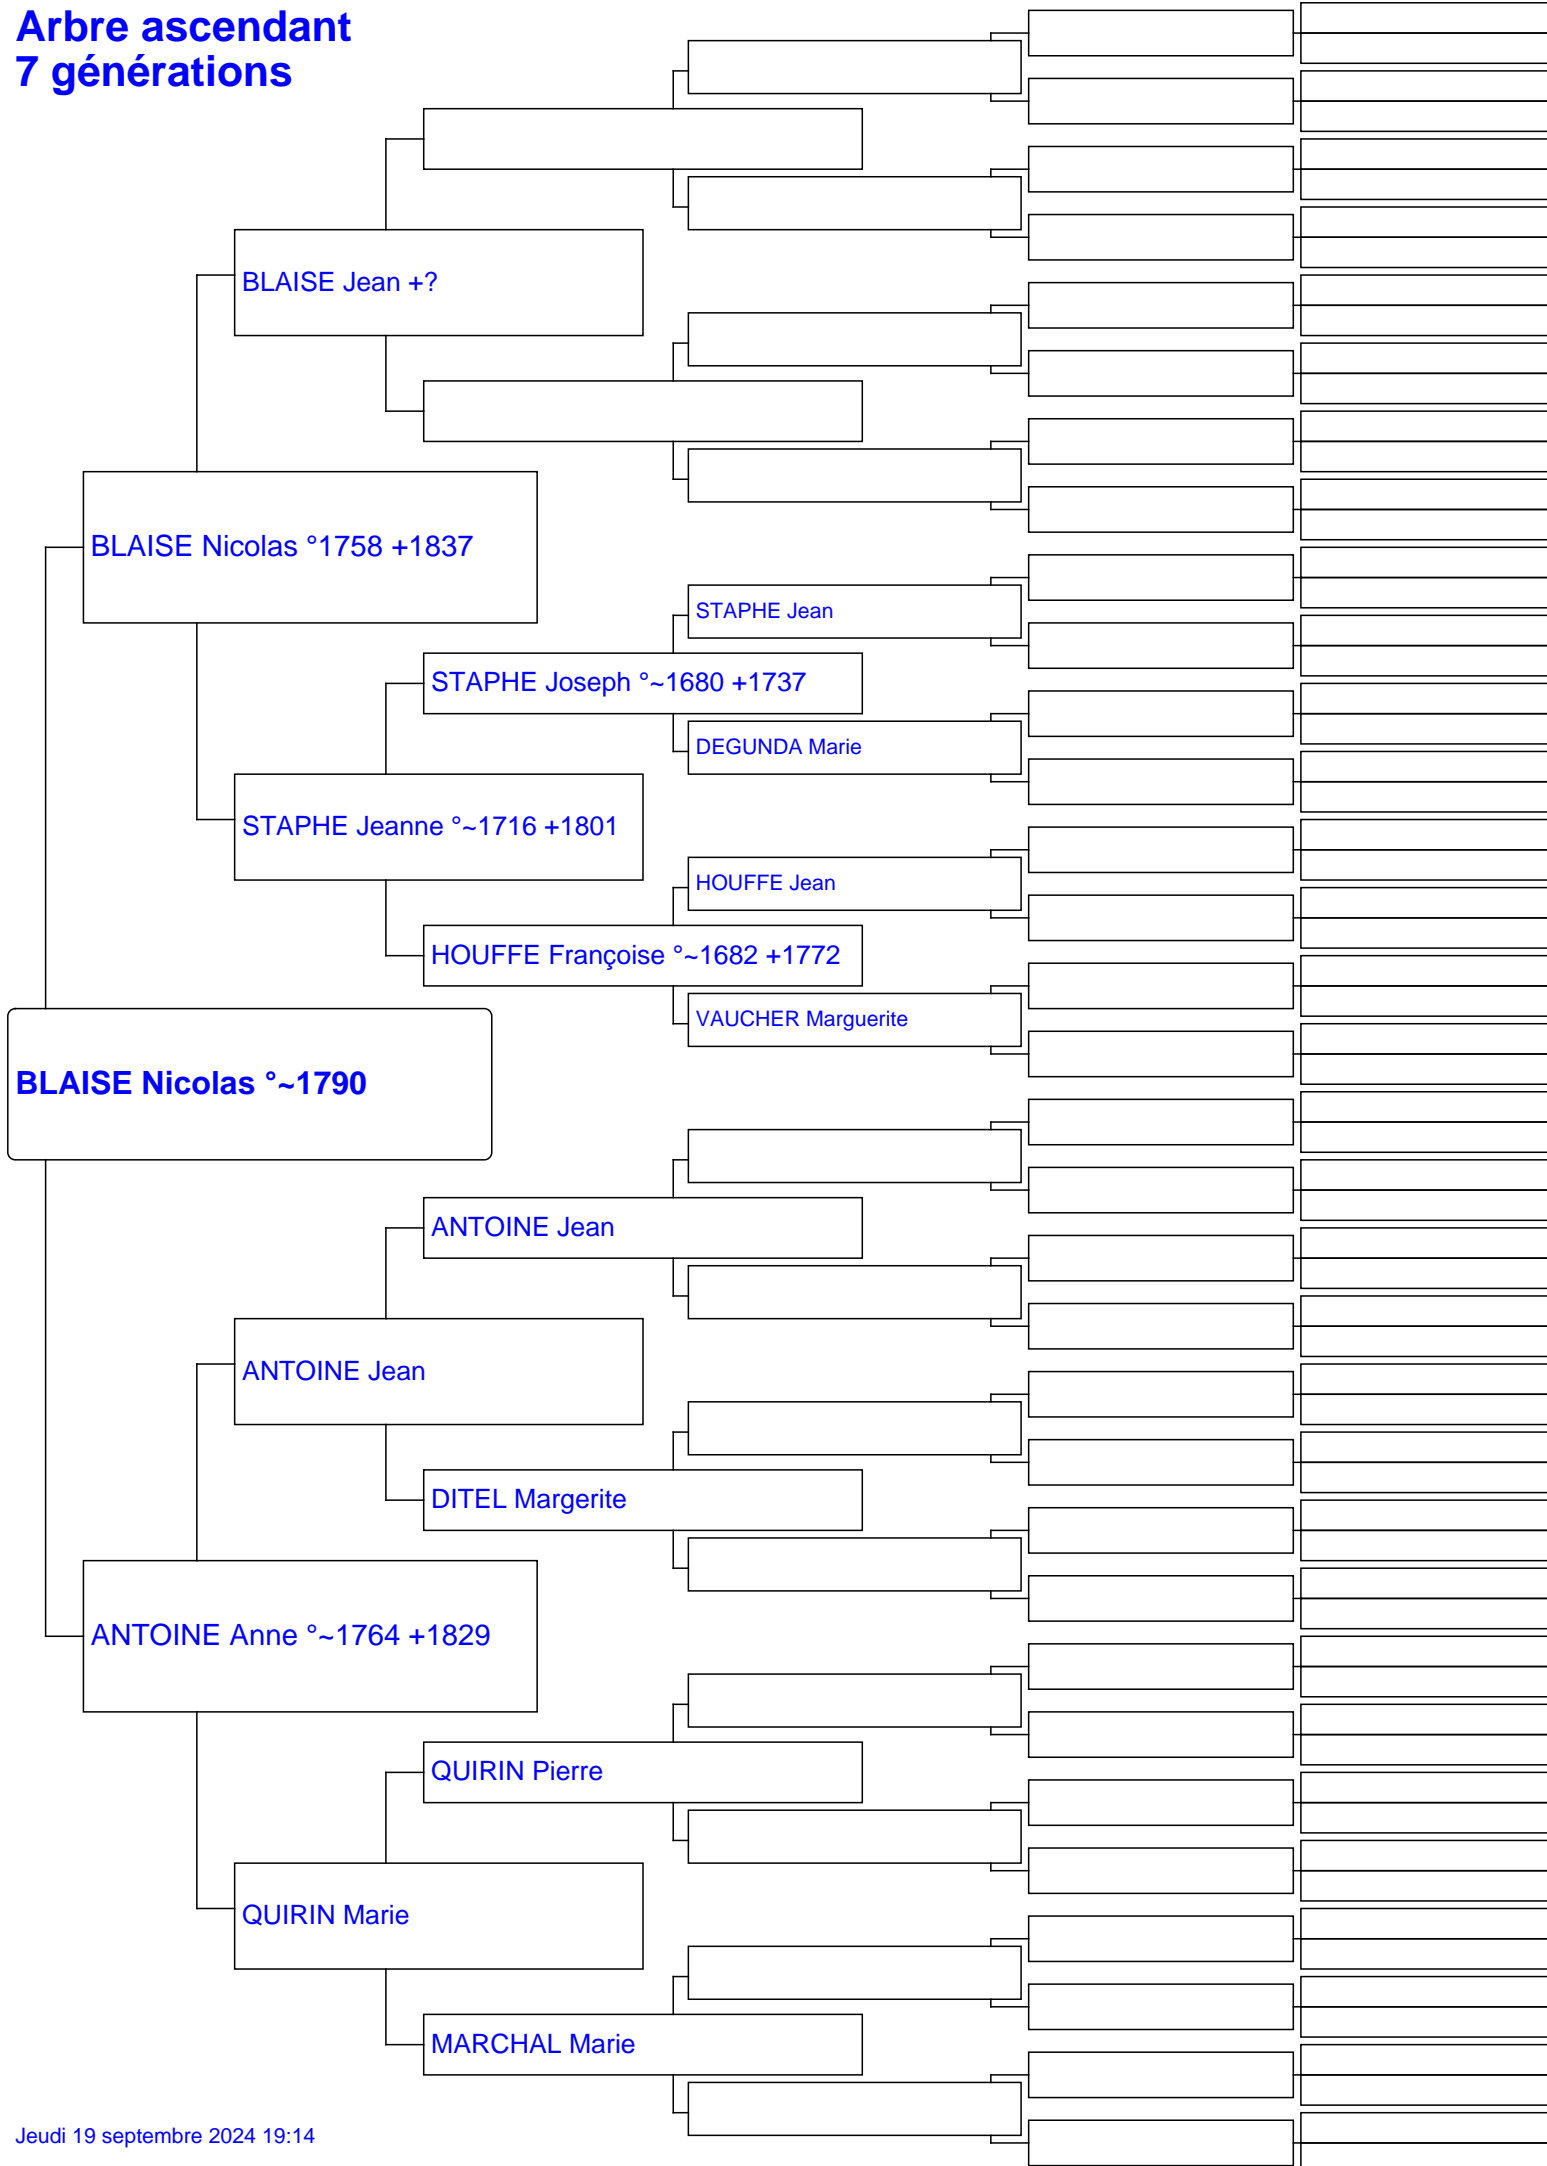 Arbre ascendant
7 générations
BLAISE Jean +?
BLAISE Nicolas °1758 +1837
STAPHE Jean
STAPHE Joseph °~1680 +1737
DEGUNDA Marie
STAPHE Jeanne °~1716 +1801
HOUFFE Jean
HOUFFE Françoise °~1682 +1772
VAUCHER Marguerite
BLAISE Nicolas °~1790
ANTOINE Jean
ANTOINE Jean
DITEL Margerite
ANTOINE Anne °~1764 +1829
QUIRIN Pierre
QUIRIN Marie
MARCHAL Marie
Jeudi 19 septembre 2024 19:14